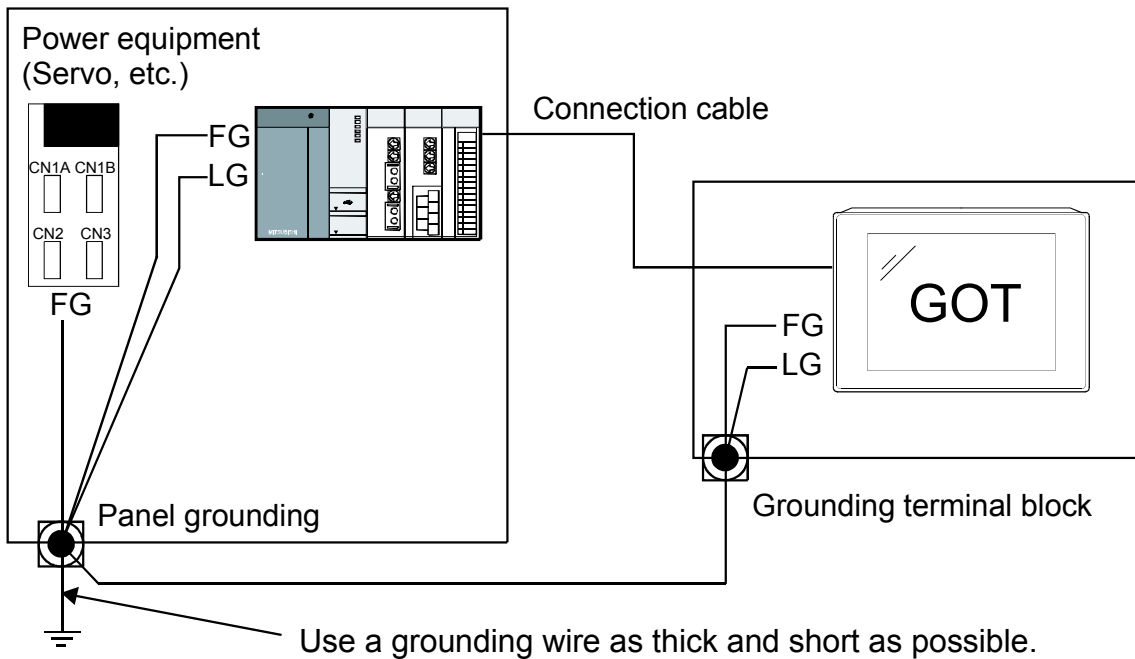 Power equipment
(Servo, etc.)
CN1A CN1B
CN2 CN3
FG
FG
LG
MITSUBISHI
Connection cable
GOT
FG
LG
Panel grounding
Grounding terminal block
Use a grounding wire as thick and short as possible.